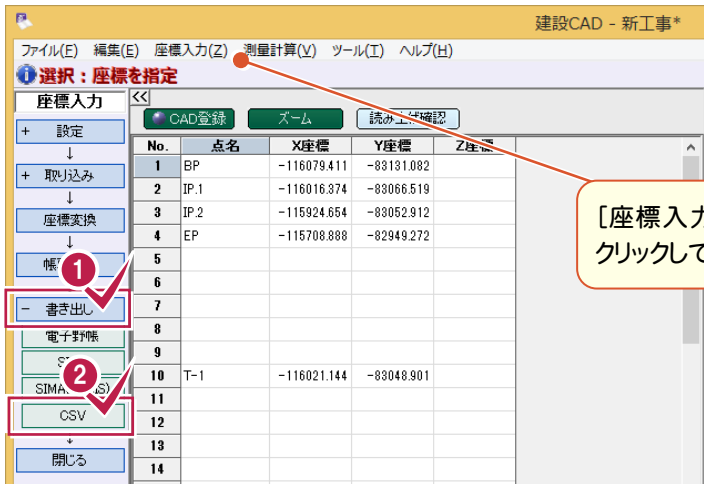 建設CAD - 新工事*
ファイル(F) 編集(E) 座標入力(Z) 測量計算(V) ツール(T) ヘルプ(H)
選択：座標を指定
座標入力
<<
CAD登録 ズーム 読み上げ確認
+ 設定
↓
+ 取り込み
↓
座標変換
↓
1
- 書き出し
電子野帳
2
CSV
閉じる
No. 点名 X座標 Y座標 Z座標
1 BP -116079.411 -83131.082
2 IP.1 -116016.374 -83066.519
3 IP.2 -115924.654 -83052.912
4 EP -115708.888 -82949.272
5
6
7
8
9
10 T-1 -116021.144 -83048.901
11
12
13
14
[座標入力
クリックして